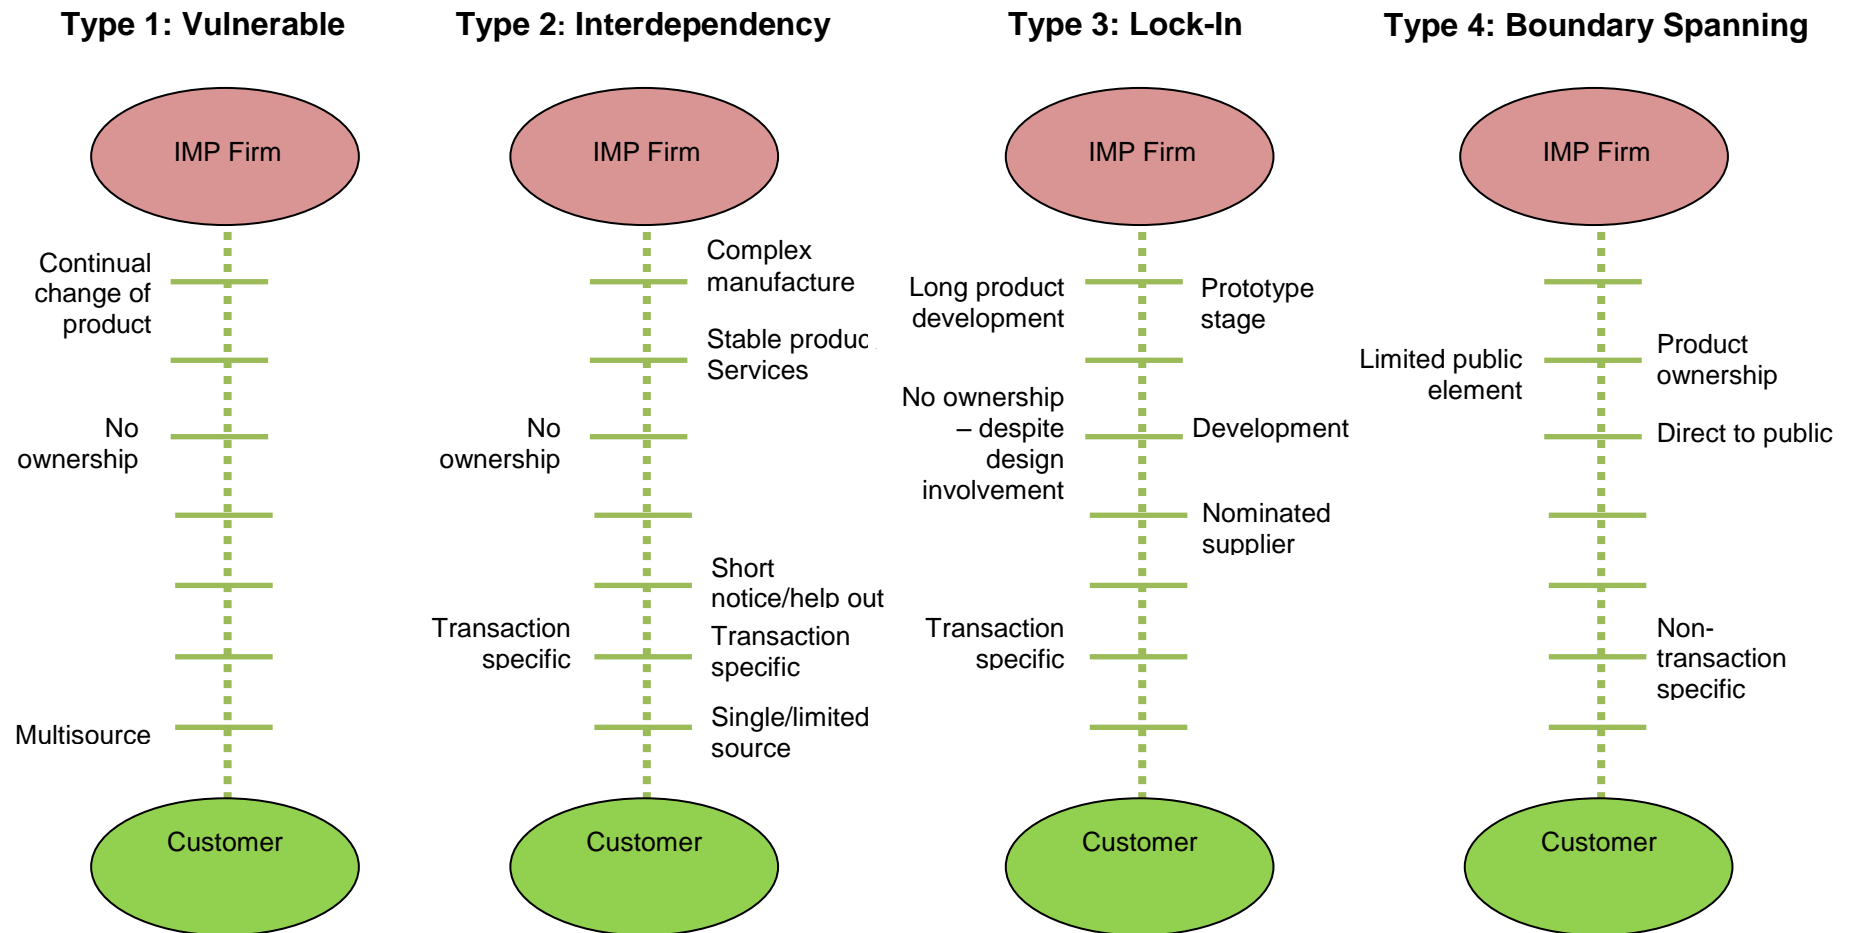 Type 1: Vulnerable
Type 2: Interdependency
Type 3: Lock-In
Type 4: Boundary Spanning
IMP Firm
IMP Firm
IMP Firm
IMP Firm
Continual
change of
product
No
ownership
Multisource
Customer
Complex
manufacture
Stable produc
Services
No
ownership
Short
notice/help out
Transaction
specific
Transaction
specific
Single/limited
source
Customer
Long product
development
Prototype
stage
No ownership
– despite
design
involvement
Development
Nominated
supplier
Transaction
specific
Customer
Limited public
element
Product
ownership
Direct to public
Non-
transaction
specific
Customer